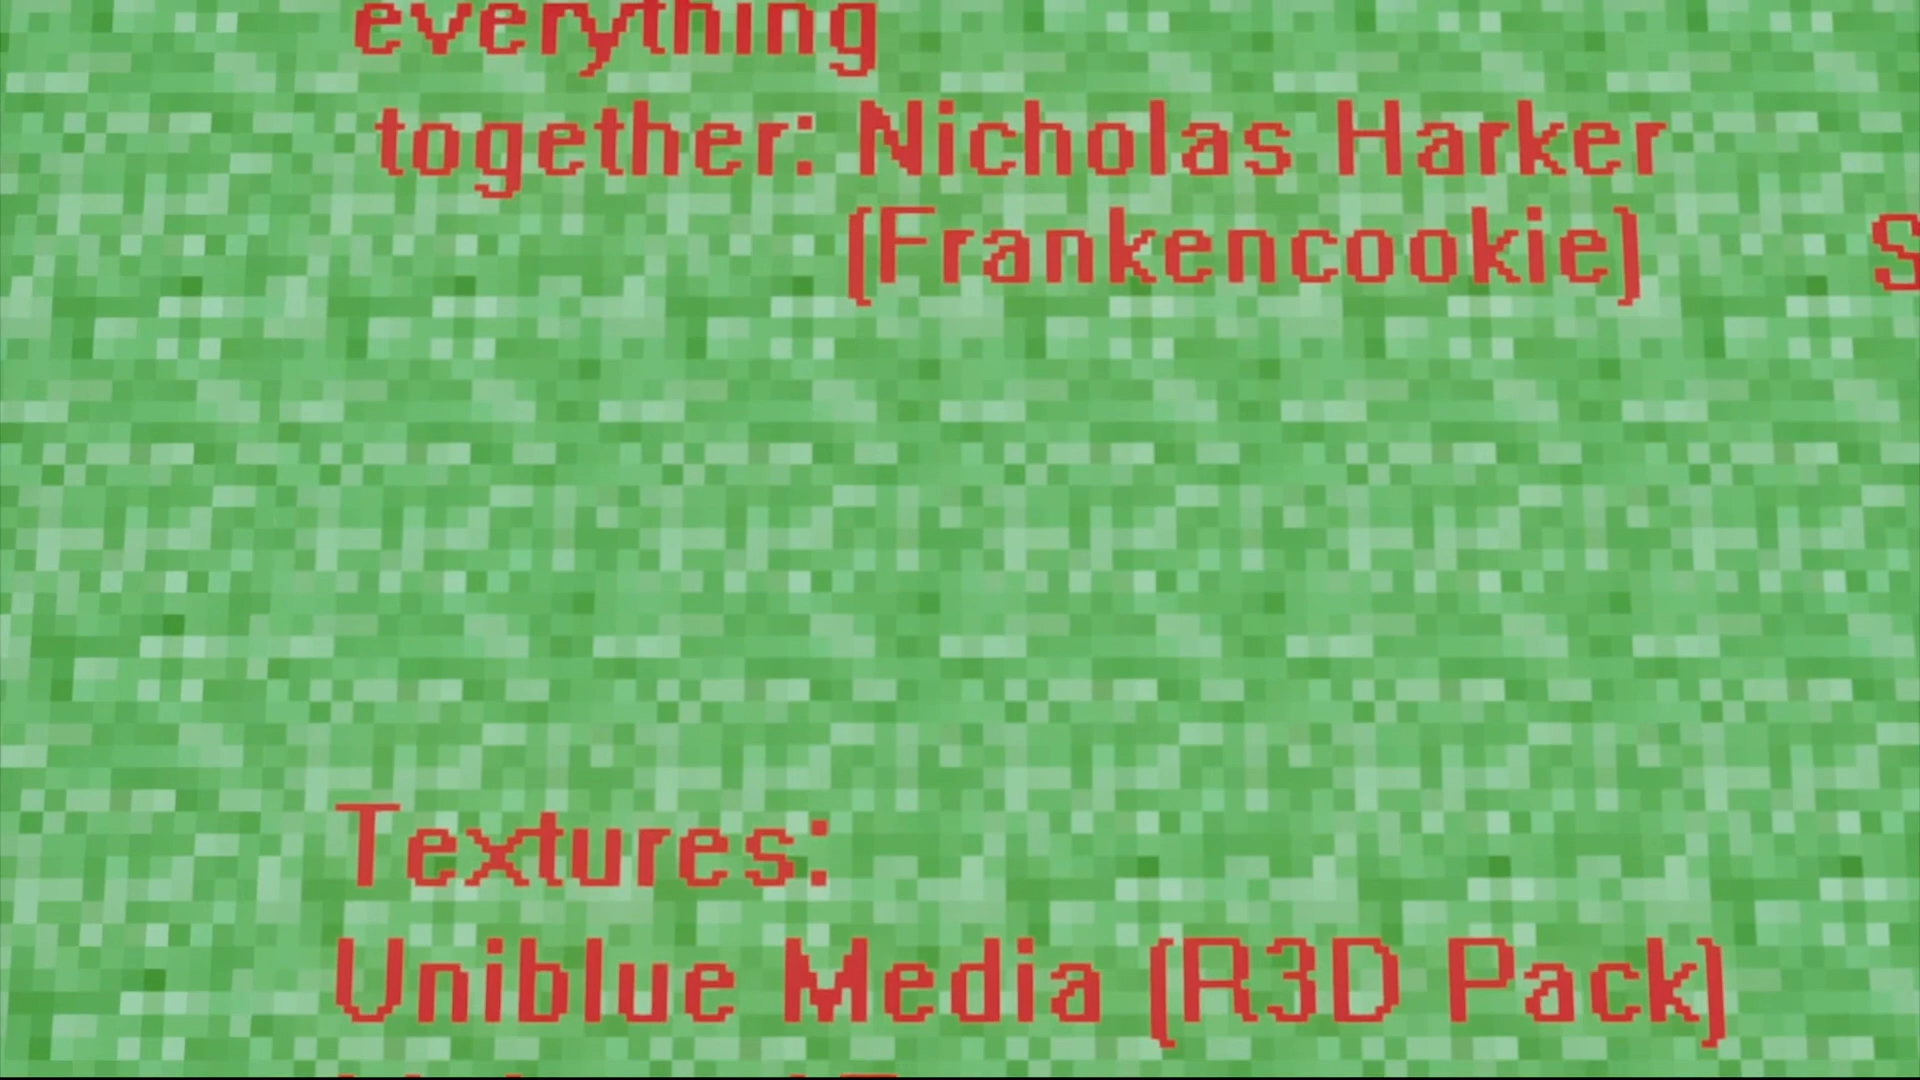 everything
together: Nicholas Harker
(Frankencookie)
Textures:
Uniblue Media (R3D Pack)